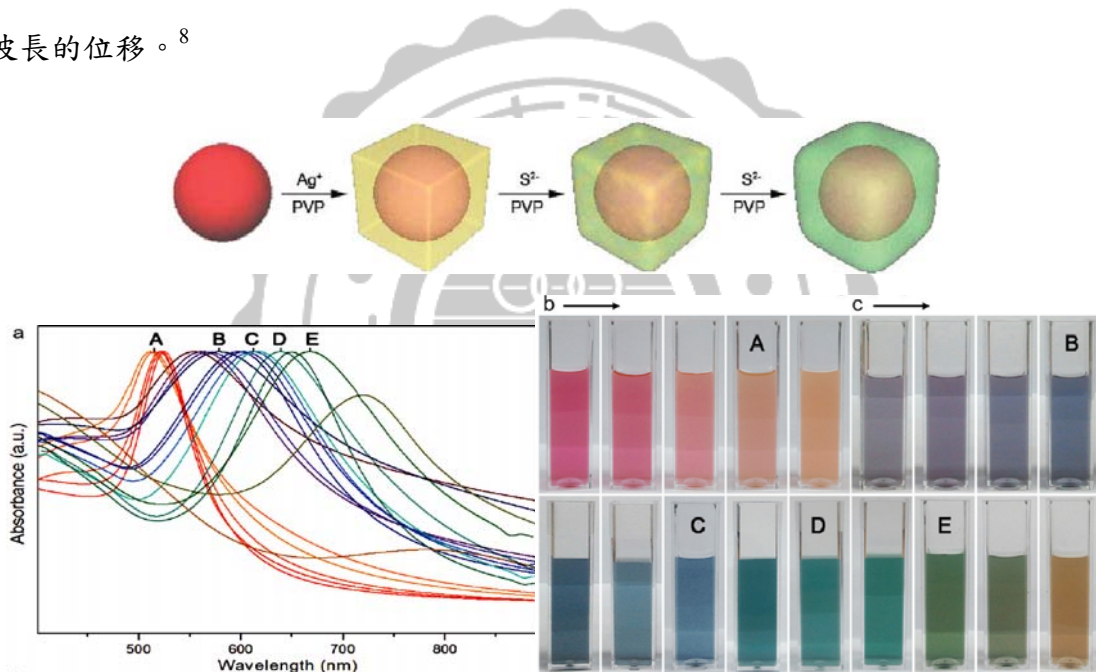 波長的位移。8
Ag+
PVP
S2-
PVP
S2-
PVP
a
A B C D E
Absorbance (a.u.)
500 600 700 800
Wavelength (nm)
b
c
A
B
C
D
E